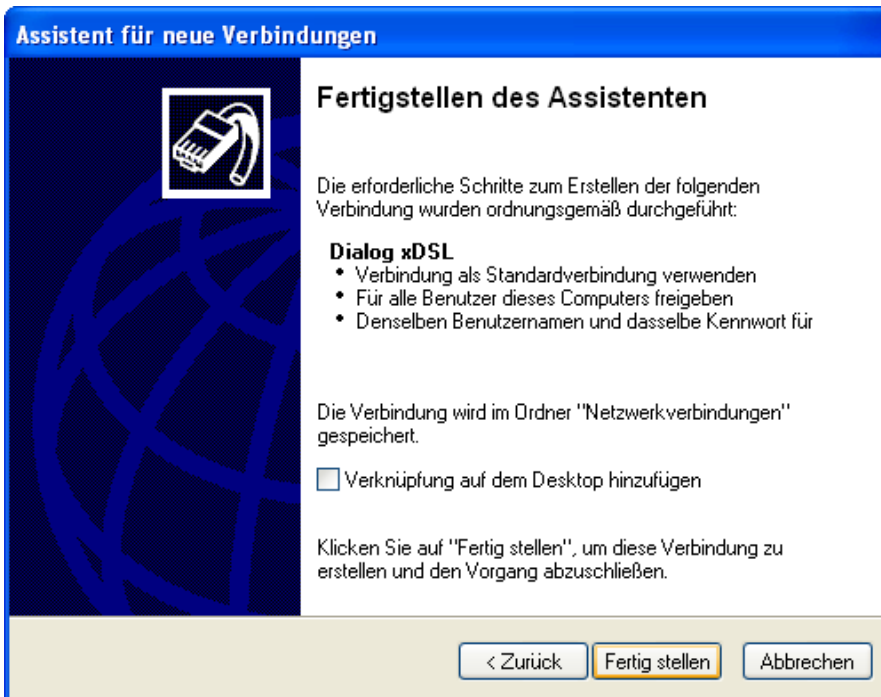 Assistent für neue Verbindungen
Fertigstellen des Assistenten
Die erforderliche Schritte zum Erstellen der folgenden
Verbindung wurden ordnungsgemäß durchgeführt:
Dialog xDSL
• Verbindung als Standardverbindung verwenden
• Für alle Benutzer dieses Computers freigeben
• Denselben Benutzernamen und dasselbe Kennwort für
Die Verbindung wird im Ordner "Netzwerkverbindungen"
gespeichert.
Verknüpfung auf dem Desktop hinzufügen
Klicken Sie auf "Fertig stellen", um diese Verbindung zu
erstellen und den Vorgang abzuschließen.
< Zurück Fertig stellen Abbrechen